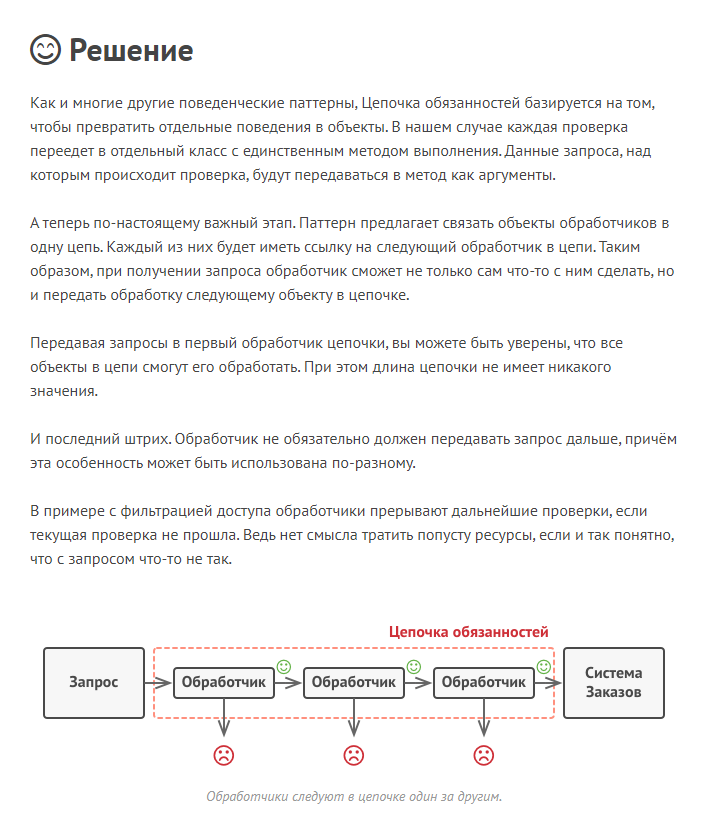 Решение
Как и многие другие поведенческие паттерны, Цепочка обязанностей базируется на том,
чтобы превратить отдельные поведения в объекты. В нашем случае каждая проверка
переедет в отдельный класс с единственным методом выполнения. Данные запроса, над
которым происходит проверка, будут передаваться в метод как аргументы.
А теперь по-настоящему важный этап. Паттерн предлагает связать объекты обработчиков в
одну цепь. Каждый из них будет иметь ссылку на следующий обработчик в цепи. Таким
образом, при получении запроса обработчик сможет не только сам что-то с ним сделать, но
и передать обработку следующему объекту в цепочке.
Передавая запросы в первый обработчик цепочки, вы можете быть уверены, что все
объекты в цепи смогут его обработать. При этом длина цепочки не имеет никакого
значения.
И последний штрих. Обработчик не обязательно должен передавать запрос дальше, причём
эта особенность может быть использована по-разному.
В примере с фильтрацией доступа обработчики прерывают дальнейшие проверки, если
текущая проверка не прошла. Ведь нет смысла тратить попусту ресурсы, если и так понятно,
что с запросом что-то не так.
Цепочка обязанностей
Запрос
Обработчик
Обработчик
Обработчик
Система
Заказов
Обработчики следуют в цепочке один за другим.